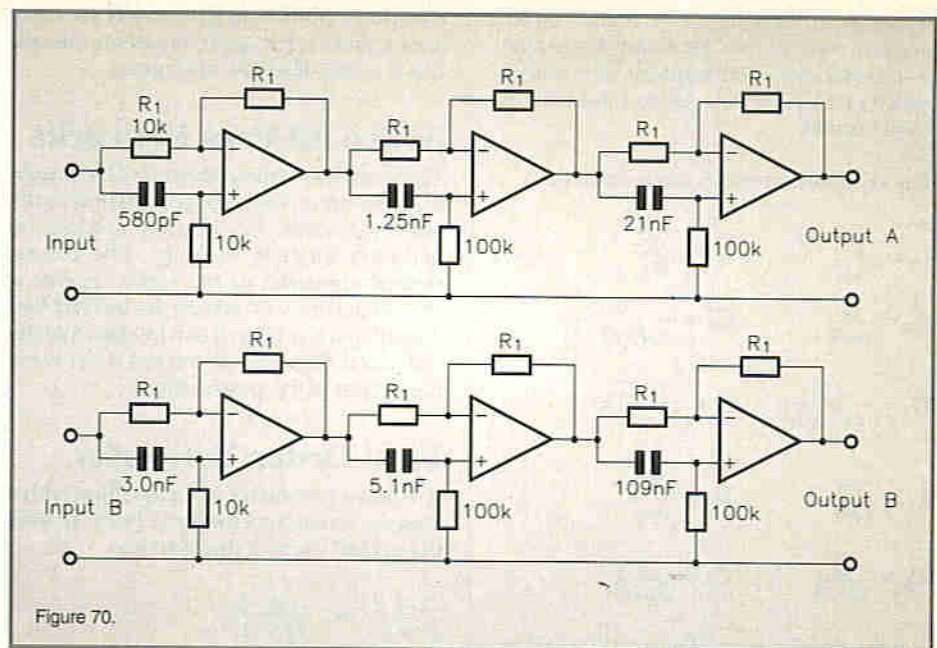 R1
R1
R1
R1
10k
R1
R1
580pF
1.25nF
21nF
Input
10k
100k
100k
Output A
R1
R1
R1
R1
R1
R1
3.0nF
5.1nF
109nF
Input B
10k
100k
100k
Output B
Figure 70.